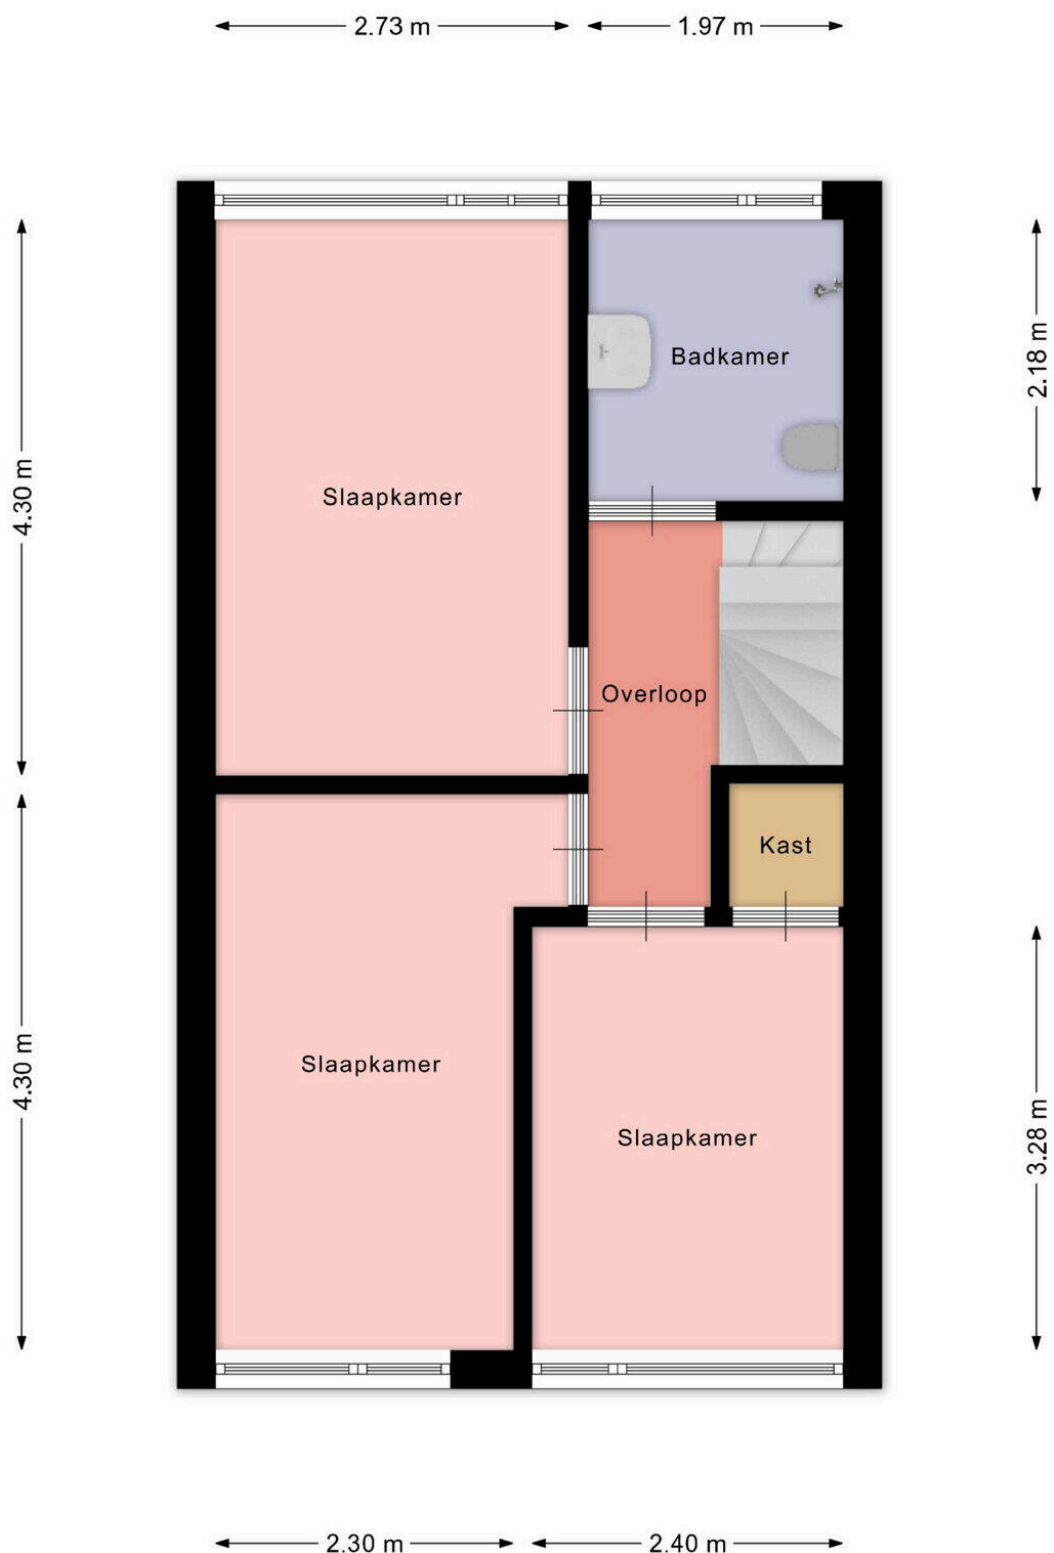 2.73 m
1.97 m
4.30 m
2.18 m
Badkamer
Slaapkamer
Overloop
Kast
4.30 m
Slaapkamer
Slaapkamer
3.28 m
2.30 m
2.40 m